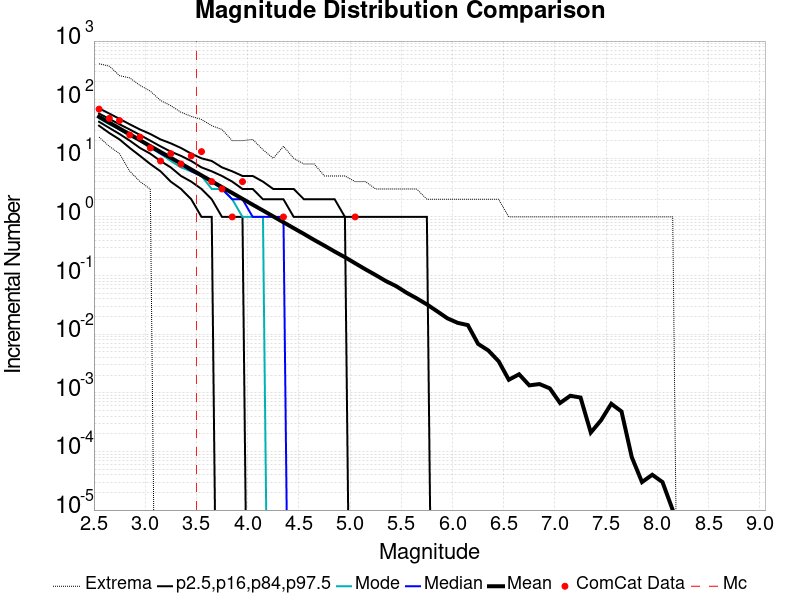 Magnitude Distribution Comparison
10^3
10^2
10^1
10^0
10^-1
10^-2
10^-3
10^-4
10^-5
Incremental Number
2.5 3.0 3.5 4.0 4.5 5.0 5.5 6.0 6.5 7.0 7.5 8.0 8.5 9.0
Magnitude
Extrema p2.5,p16,p84,p97.5 Mode Median Mean ComCat Data Mc